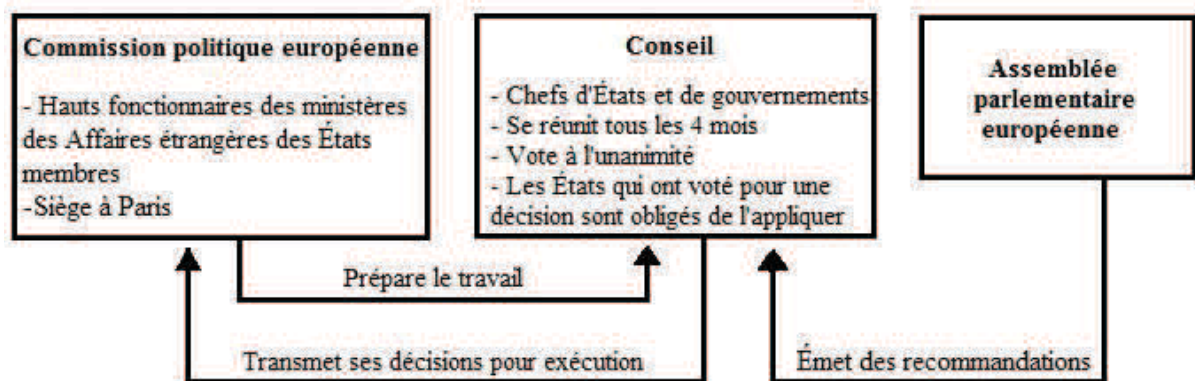 Commission politique européenne
- Hauts fonctionnaires des ministères
des Affaires étrangères des États
membres
-Siège à Paris
Conseil
- Chefs d'États et de gouvernements
- Se réunit tous les 4 mois
- Vote à l'unanimité
- Les États qui ont voté pour une
décision sont obligés de l'appliquer
Assemblée
parlementaire
européenne
Prépare le travail
Transmet ses décisions pour exécution
Émet des recommandations